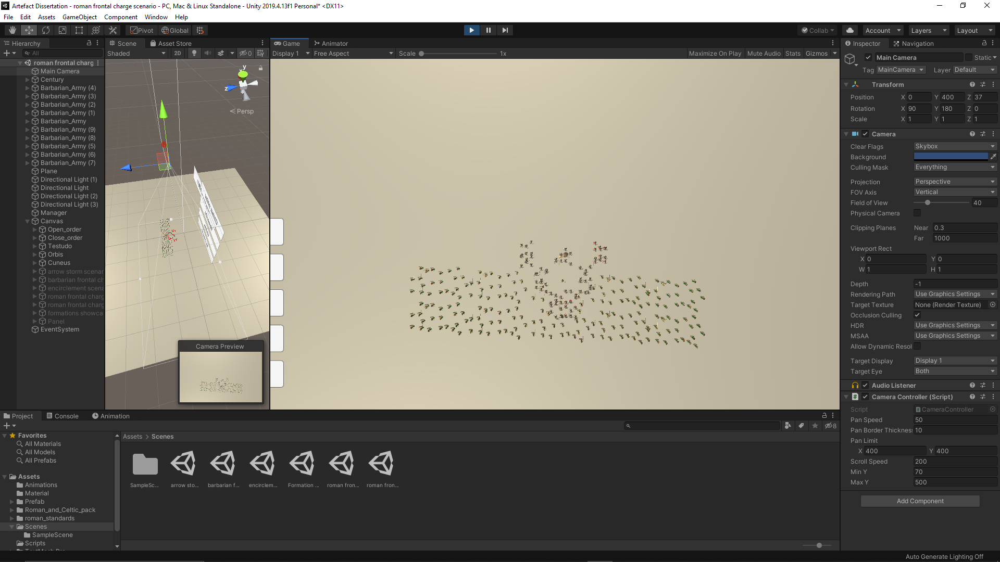 Artefact Dissertation - roman frontal charge scenario - PC, Mac & Linux Standalone - Unity 2019.4.13f1 Personal* <DX11>
File Edit Assets GameObject Component Window Help
Pivot Global Collab Account Layers Layout
Hierarchy
All
roman frontal charg
Main Camera
Century
Barbarian_Army (4)
Barbarian_Army (3)
Barbarian_Army (2)
Barbarian_Army (1)
Barbarian_Army
Barbarian_Army (9)
Barbarian_Army (8)
Barbarian_Army (5)
Barbarian_Army (6)
Barbarian_Army (7)
Plane
Directional Light (1)
Directional Light
Directional Light (2)
Directional Light (3)
Manager
Canvas
Open_order
Close_order
Testudo
Orbis
Cuneus
arrow storm scenar
barbarian frontal ch
encirclement scena
roman frontal charg
roman frontal charg
formations showca
Panel
EventSystem
Scene Asset Store
Shaded 2D 0
y
z
Persp
Camera Preview
Game Animator
Display 1 Free Aspect Scale 1x Maximize On Play Mute Audio Stats Gizmos
Inspector Navigation
Main Camera Static
Tag MainCamera Layer Default
Transform
Position X 0 Y 400 Z 37
Rotation X 90 Y 180 Z 0
Scale X 1 Y 1 Z 1
Camera
Clear Flags Skybox
Background
Culling Mask Everything
Projection Perspective
FOV Axis Vertical
Field of View 40
Physical Camera
Clipping Planes Near 0.3
Far 1000
Viewport Rect
X 0 Y 0
W 1 H 1
Depth -1
Rendering Path Use Graphics Settings
Target Texture None (Render Texture)
Occlusion Culling
HDR Use Graphics Settings
MSAA Use Graphics Settings
Allow Dynamic Resol
Target Display Display 1
Target Eye Both
Audio Listener
Camera Controller (Script)
Script CameraController
Pan Speed 50
Pan Border Thickness 10
Pan Limit
X 400 Y 400
Scroll Speed 200
Min Y 70
Max Y 500
Add Component
Project Console Animation
8
Favorites
All Materials
All Models
All Prefabs
Assets
Animations
Material
Prefab
Roman_and_Celtic_pack
roman_standards
Scenes
SampleScene
Scripts
Assets > Scenes
SampleSc... arrow sto... barbarian f... encirclem... Formation ... roman fron... roman fron...
Auto Generate Lighting Off